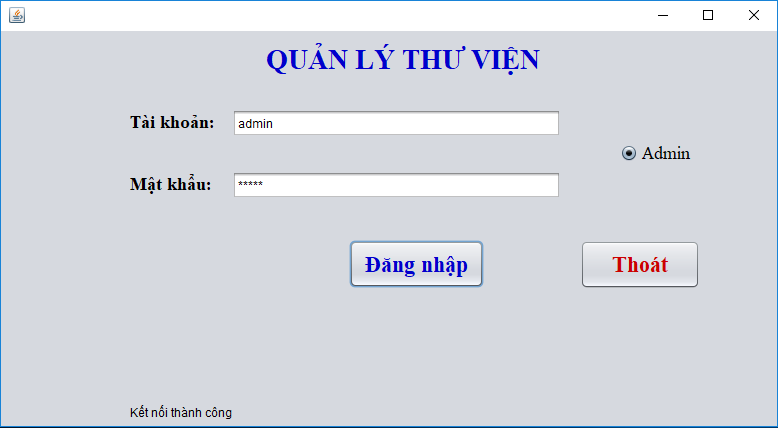 QUẢN LÝ THƯ VIỆN
Tài khoản: admin
Admin
Mật khẩu: *****
Đăng nhập Thoát
Kết nối thành công